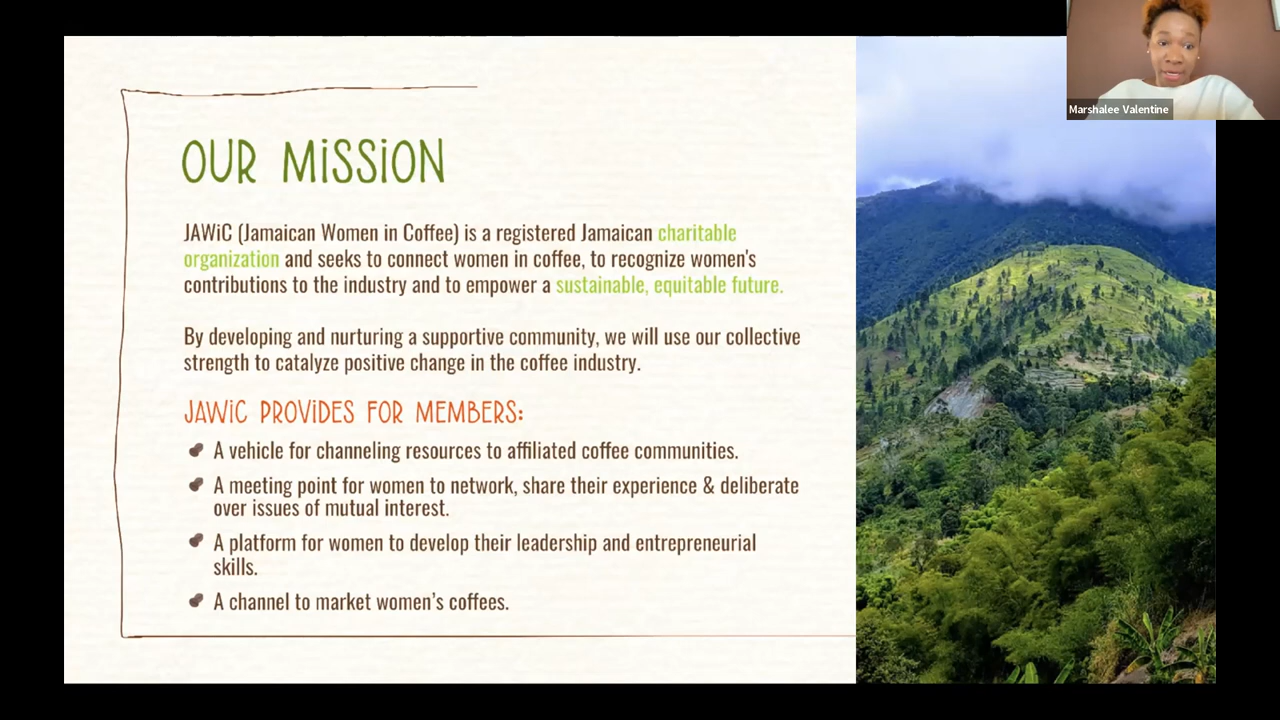 Marshalee Valentine
OUR MISSION
JAWiC (Jamaican Women in Coffee) is a registered Jamaican charitable
organization and seeks to connect women in coffee, to recognize women's
contributions to the industry and to empower a sustainable, equitable future.
By developing and nurturing a supportive community, we will use our collective
strength to catalyze positive change in the coffee industry.
JAWiC PROVIDES FOR MEMBERS:
A vehicle for channeling resources to affiliated coffee communities.
A meeting point for women to network, share their experience & deliberate
over issues of mutual interest.
A platform for women to develop their leadership and entrepreneurial
skills.
A channel to market women’s coffees.